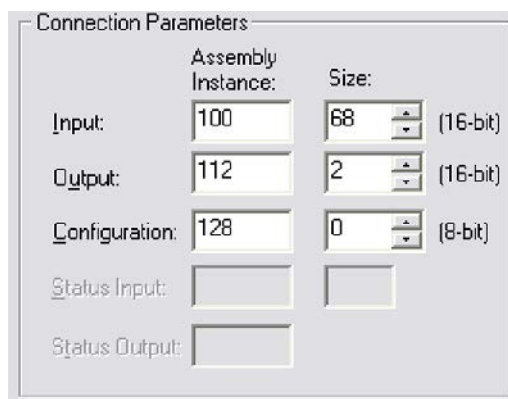 Connection Parameters
Assembly
Instance: Size:
Input: 100 68 (16-bit)
Output: 112 2 (16-bit)
Configuration: 128 0 (8-bit)
Status Input:
Status Output: